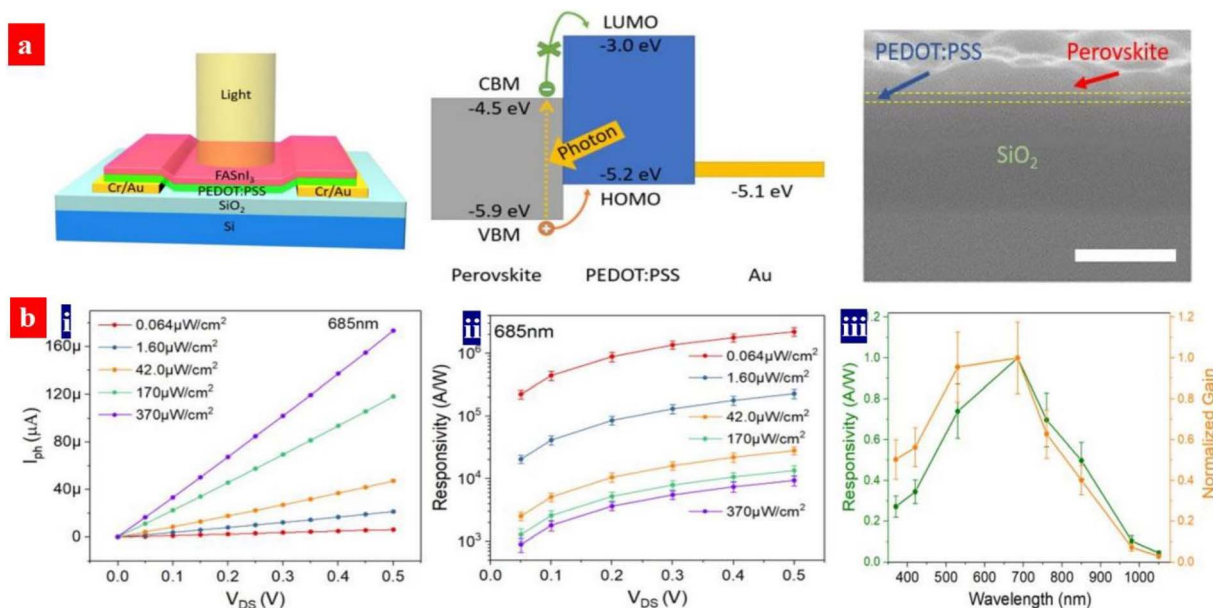 a
Light
FASnI₃
Cr/Au
PEDOT:PSS
Cr/Au
SiO₂
Si
LUMO
-3.0 eV
CBM
-4.5 eV
Photon
-5.2 eV
HOMO
-5.1 eV
-5.9 eV
VBM
Perovskite PEDOT:PSS Au
PEDOT:PSS
Perovskite
SiO₂
b
i
685nm
0.064µW/cm²
1.60µW/cm²
42.0µW/cm²
170µW/cm²
370µW/cm²
160µ
120µ
80µ
40µ
0
Iph (µA)
0.0 0.1 0.2 0.3 0.4 0.5
VDS (V)
ii
685nm
0.064µW/cm²
1.60µW/cm²
42.0µW/cm²
170µW/cm²
370µW/cm²
10⁶
10⁵
10⁴
10³
Responsivity (A/W)
0.0 0.1 0.2 0.3 0.4 0.5
VDS (V)
iii
1.2
1.0
0.8
0.6
0.4
0.2
0.0
Responsivity (A/W)
1.2
1.0
0.8
0.6
0.4
0.2
0.0
Normalized Gain
400 500 600 700 800 900 1000
Wavelength (nm)